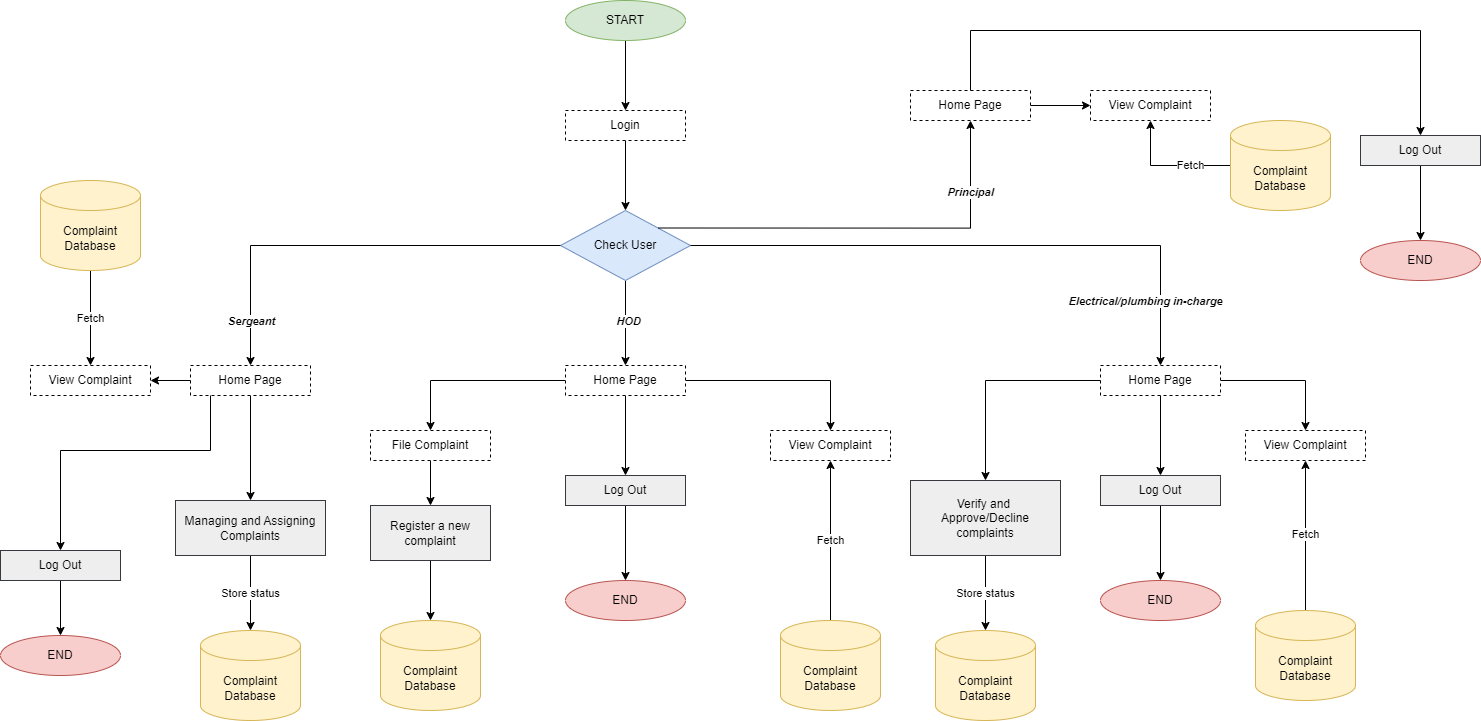 START
Login
Home Page
View Complaint
Log Out
Fetch
Complaint
Database
Principal
Complaint
Database
Check User
END
Electrical/plumbing in-charge
Fetch
Sergeant
HOD
View Complaint
Home Page
Home Page
Home Page
File Complaint
View Complaint
View Complaint
Log Out
Log Out
Managing and Assigning
Complaints
Register a new
complaint
Verify and
Approve/Decline
complaints
Fetch
Fetch
Log Out
Store status
Store status
END
END
END
Complaint
Database
Complaint
Database
Complaint
Database
Complaint
Database
Complaint
Database